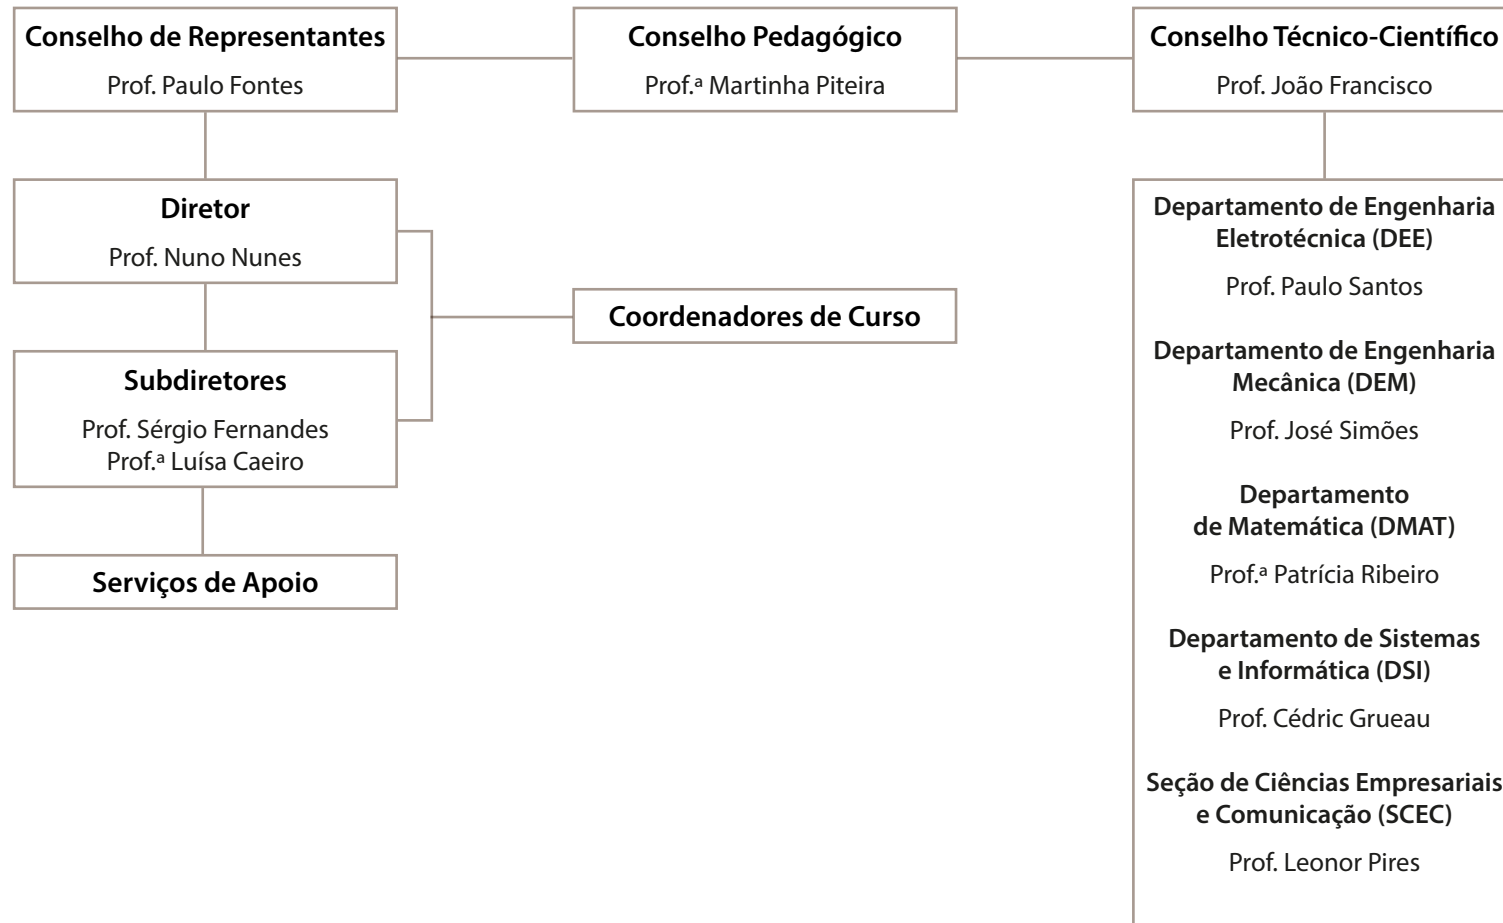 Conselho de Representantes
Prof. Paulo Fontes
Conselho Pedagógico
Prof.ª Martinha Piteira
Conselho Técnico-Científico
Prof. João Francisco
Diretor
Prof. Nuno Nunes
Subdiretores
Prof. Sérgio Fernandes
Prof.ª Luísa Caeiro
Serviços de Apoio
Coordenadores de Curso
Departamento de Engenharia
Eletrotécnica (DEE)
Prof. Paulo Santos
Departamento de Engenharia
Mecânica (DEM)
Prof. José Simões
Departamento
de Matemática (DMAT)
Prof.ª Patrícia Ribeiro
Departamento de Sistemas
e Informática (DSI)
Prof. Cédric Grueau
Seção de Ciências Empresariais
e Comunicação (SCEC)
Prof. Leonor Pires